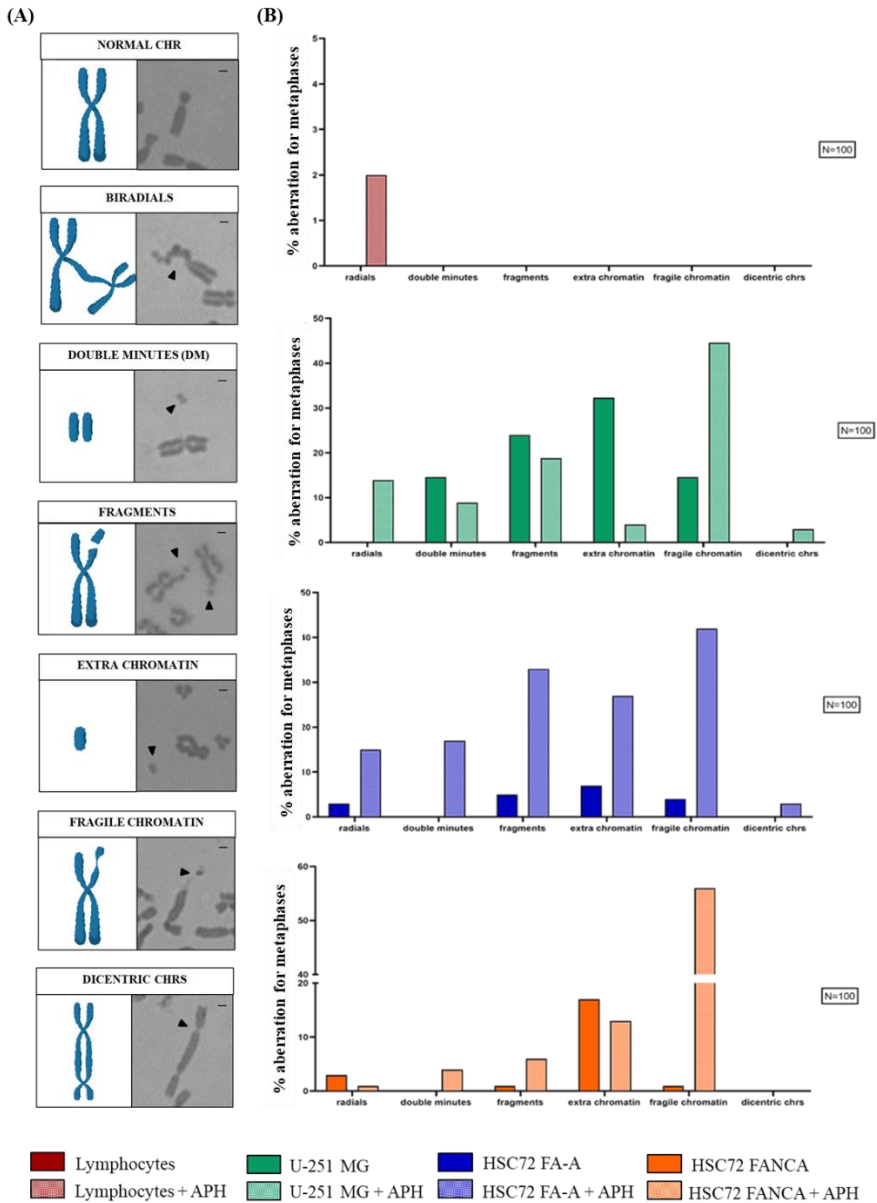 (A)
NORMAL CHR
BIRADIALS
DOUBLE MINUTES (DM)
FRAGMENTS
EXTRA CHROMATIN
FRAGILE CHROMATIN
DICENTRIC CHRS
(B)
% aberration for metaphases
5
4
3
2
1
0
radials double minutes fragments extra chromatin fragile chromatin dicentric chrs
N=100
% aberration for metaphases
50
40
30
20
10
0
radials double minutes fragments extra chromatin fragile chromatin dicentric chrs
N=100
% aberration for metaphases
50
40
30
20
10
0
radials double minutes fragments extra chromatin fragile chromatin dicentric chrs
N=100
% aberration for metaphases
60
50
40
20
10
0
radials double minutes fragments extra chromatin fragile chromatin dicentric chrs
N=100
Lymphocytes U-251 MG HSC72 FA-A HSC72 FANCA
Lymphocytes + APH U-251 MG + APH HSC72 FA-A + APH HSC72 FANCA + APH